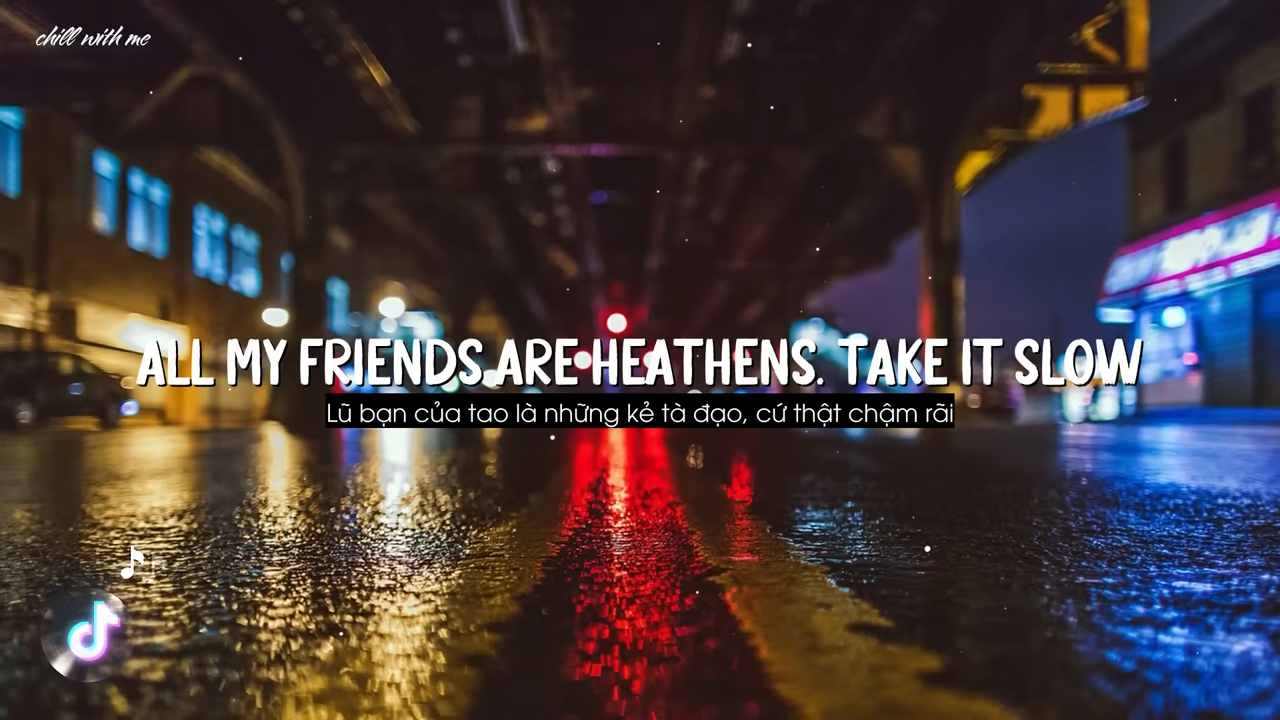 chill with me
ALL MY FRIENDS ARE HEATHENS. TAKE IT SLOW
Lũ bạn của tao là những kẻ tà đạo, cứ thật chậm rãi